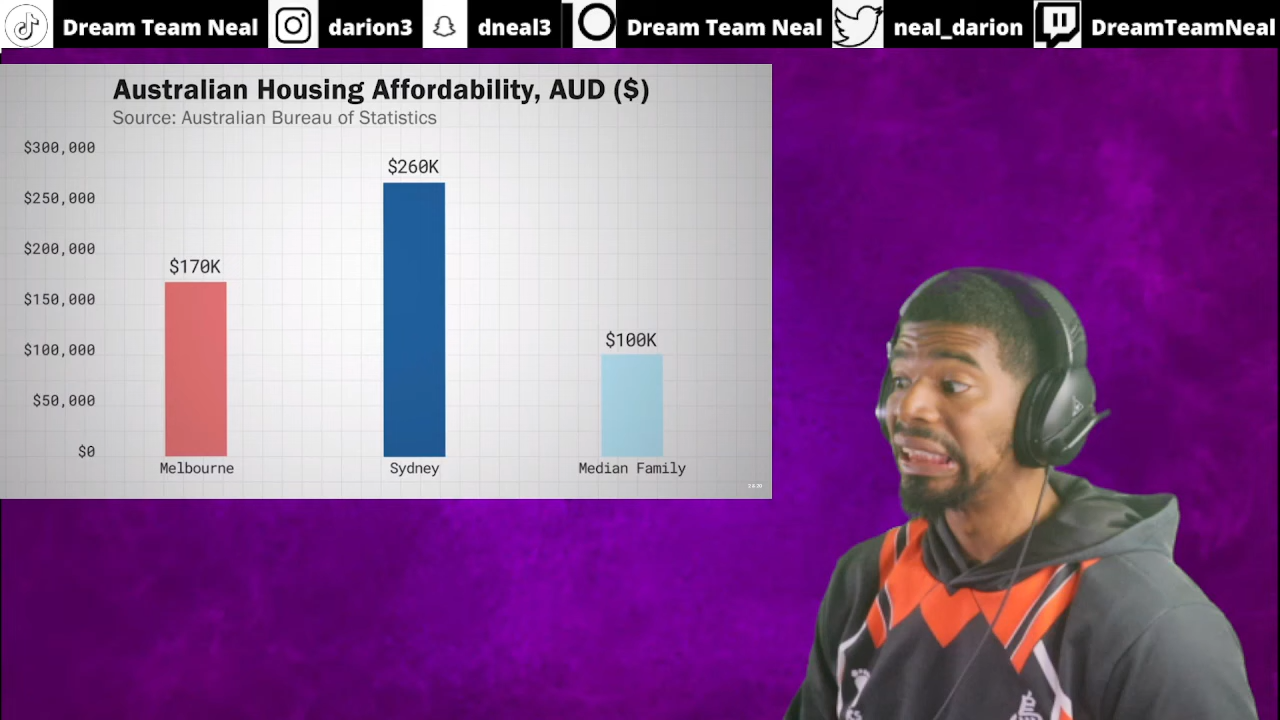 Dream Team Neal darion3 dneal3 Dream Team Neal neal_darion DreamTeamNeal
Australian Housing Affordability, AUD ($)
Source: Australian Bureau of Statistics
$300,000
$260K
$250,000
$200,000
$170K
$150,000
$100K
$100,000
$50,000
$0
Melbourne Sydney Median Family